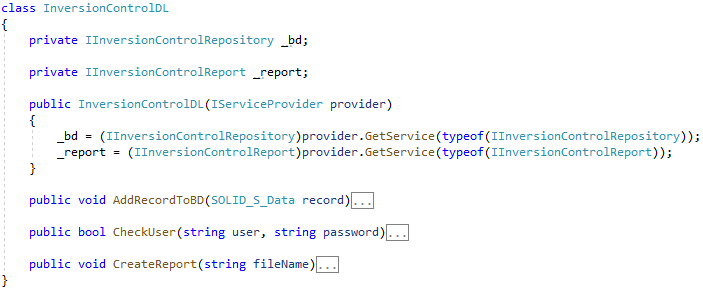 class InversionControlDL
{
private IInversionControlRepository _bd;
private IInversionControlReport _report;
public InversionControlDL(IServiceProvider provider)
{
_bd = (IInversionControlRepository)provider.GetService(typeof(IInversionControlRepository));
_report = (IInversionControlReport)provider.GetService(typeof(IInversionControlReport));
}
public void AddRecordToBD(SOLID_S_Data record)...
public bool CheckUser(string user, string password)...
public void CreateReport(string fileName)...
}